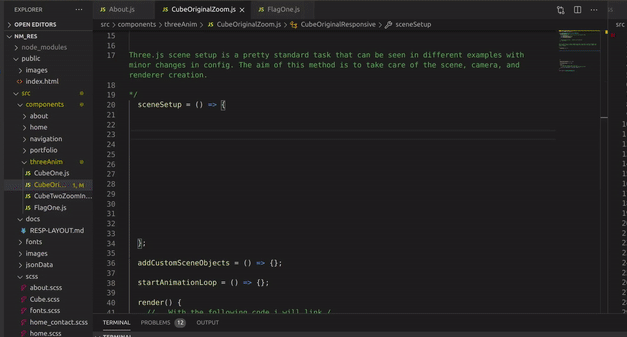 EXPLORER ···
OPEN EDITORS
NM_RES
node_modules
public
images
index.html
src
components
about
home
navigation
portfolio
threeAnim
JS CubeOne.js
JS CubeOri... 1, M
JS CubeTwoZoomIn...
JS FlagOne.js
docs
RESP-LAYOUT.md
fonts
images
jsonData
scss
about.scss
Cube.scss
fonts.scss
home_contact.scss
home.scss
JS About.js
JS CubeOriginalZoom.js ×
JS FlagOne.js
src > components > threeAnim > JS CubeOriginalZoom.js > CubeOriginalResponsive > sceneSetup
15
16
17 Three.js scene setup is a pretty standard task that can be seen in different examples with
minor changes in config. The aim of this method is to take care of the scene, camera, and
renderer creation.
18
19 */
20 sceneSetup = () => {
21
22
23
24
25
26
27
28
29
30
31
32
33
34 };
35
36 addCustomSceneObjects = () => {};
37
38 startAnimationLoop = () => {};
39
40 render() {
41 // With the following code i will link /
TERMINAL PROBLEMS 12 OUTPUT
TERMINAL